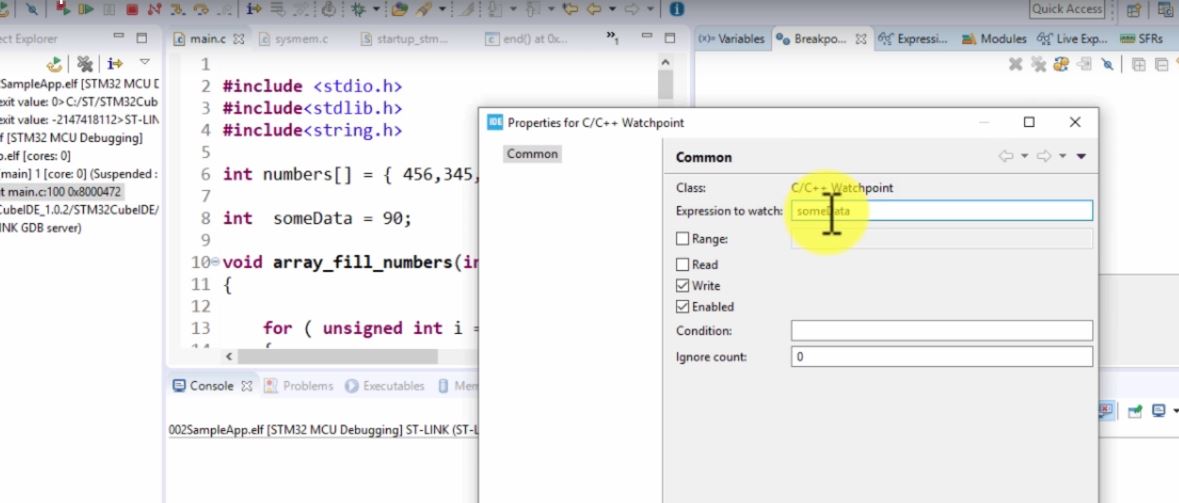 Quick Access
ect Explorer
main.c
sysmem.c
startup_stm...
end() at 0x...
»1
(x)= Variables
Breakpo...
Expressi...
Modules
Live Exp...
SFRs
SampleApp.elf [STM32 MCU D
exit value: 0>C:/ST/STM32Cub
exit value: -2147418112>ST-LIN
f [STM32 MCU Debugging]
o.elf [cores: 0]
main] 1 [core: 0] (Suspended :
t main.c:100 0x8000472
CubeIDE_1.0.2/STM32CubeIDE/
INK GDB server)
1
2 #include <stdio.h>
3 #include<stdlib.h>
4 #include<string.h>
5
6 int numbers[] = { 456,345,
7
8 int  someData = 90;
9
10 void array_fill_numbers(in
11 {
12
13 for ( unsigned int i =
14 {
IDE Properties for C/C++ Watchpoint
Common
Common
Class: C/C++ Watchpoint
Expression to watch: someData
Range:
Read
Write
Enabled
Condition:
Ignore count: 0
Console
Problems
Executables
Mem
002SampleApp.elf [STM32 MCU Debugging] ST-LINK (ST-L